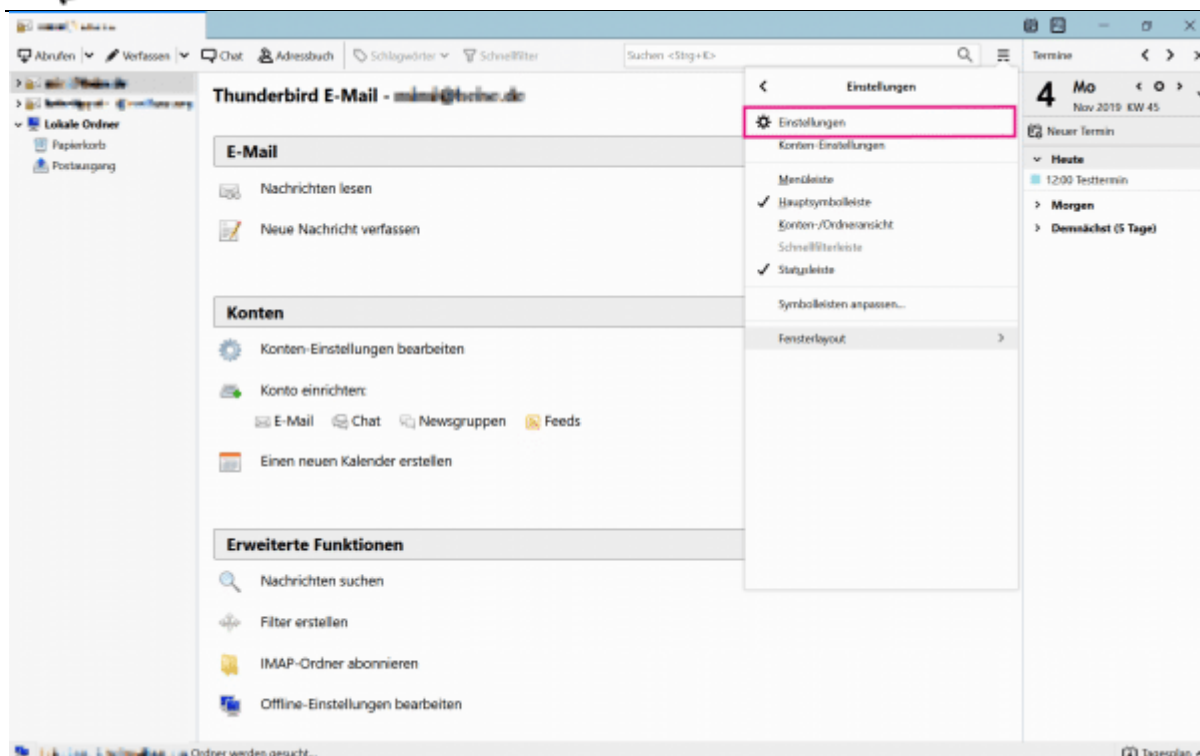 Abrufen Verfassen Chat Adressbuch Schlagwörter Schnellfilter Suchen <Strg+K>
Lokale Ordner
Papierkorb
Postausgang
Thunderbird E-Mail -
E-Mail
Nachrichten lesen
Neue Nachricht verfassen
Konten
Konten-Einstellungen bearbeiten
Konto einrichten:
E-Mail Chat Newsgruppen Feeds
Einen neuen Kalender erstellen
Erweiterte Funktionen
Nachrichten suchen
Filter erstellen
IMAP-Ordner abonnieren
Offline-Einstellungen bearbeiten
Einstellungen
Einstellungen
Konten-Einstellungen
Menüleiste
Hauptsymbolleiste
Konten-/Ordneransicht
Schnellfilterleiste
Statusleiste
Symbolleisten anpassen...
Fensterlayout
Termine
4 Mo
Nov 2019 KW 45
Neuer Termin
Heute
12:00 Testtermin
Morgen
Demnächst (5 Tage)
Ordner werden gesucht...
Tagesplan